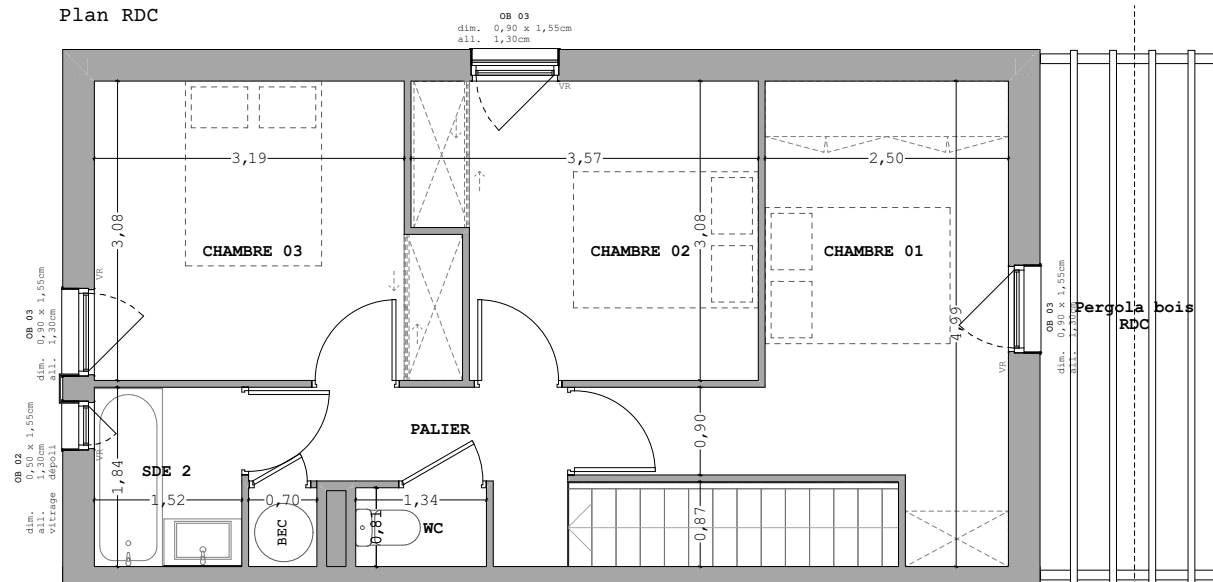 Plan RDC
OB 03
dim. 0,90 x 1,55cm
all. 1,30cm
VR
3,19
3,57
2,50
3,08
3,08
CHAMBRE 03
CHAMBRE 02
CHAMBRE 01
VR
OB 03
dim. 0,90 x 1,55cm
all. 1,30cm
4,99
OB 03
dim. 0,90 x 1,55cm
all. 1,30cm
VR
Pergola bois
RDC
OB 02
dim. 0,50 x 1,55cm
all. 1,30cm
vitrage dépoli
VR
PALIER
0,90
SDE 2
1,84
1,52
0,70
1,34
BEC
0,81
WC
0,87